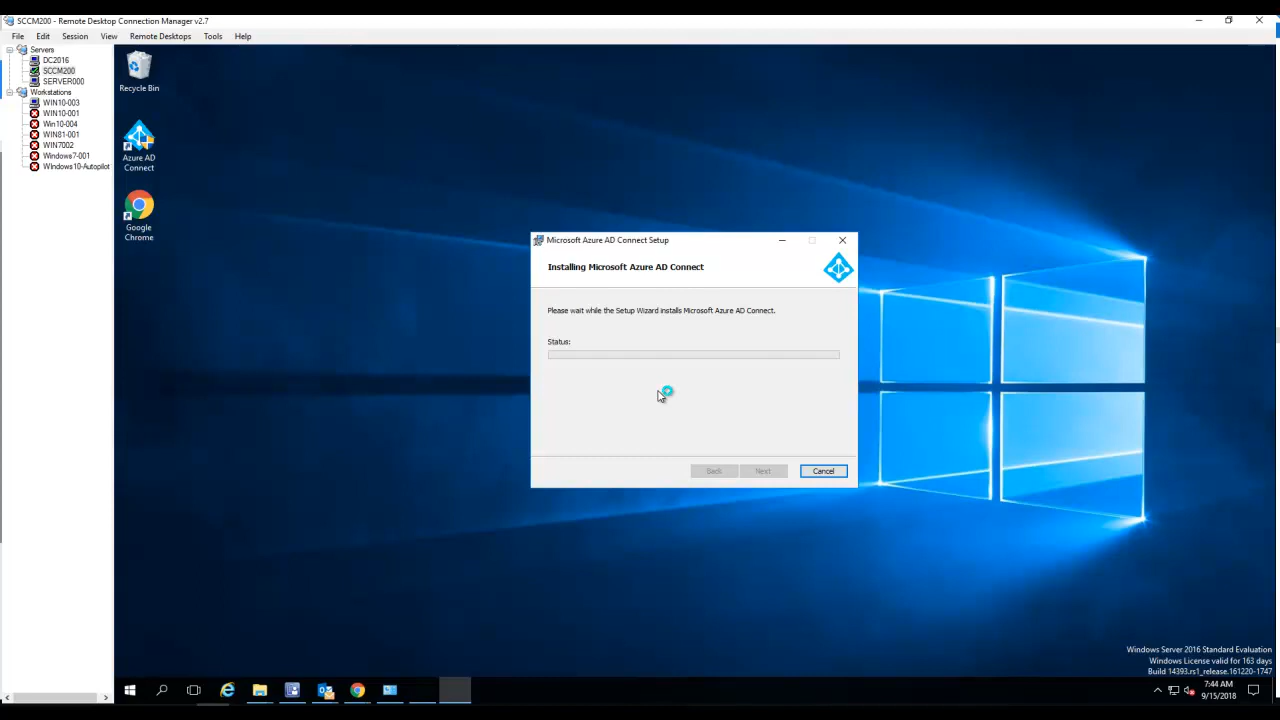 SCCM200 - Remote Desktop Connection Manager v2.7
File Edit Session View Remote Desktops Tools Help
Servers
DC2016
SCCM200
SERVER000
Workstations
WIN10-003
WIN10-001
Win10-004
WIN81-001
WIN7002
Windows7-001
Windows10-Autopilot
Recycle Bin
Azure AD
Connect
Google
Chrome
Microsoft Azure AD Connect Setup
Installing Microsoft Azure AD Connect
Please wait while the Setup Wizard installs Microsoft Azure AD Connect.
Status:
Back Next Cancel
Windows Server 2016 Standard Evaluation
Windows License valid for 163 days
Build 14393.rs1_release.161220-1747
7:44 AM
9/15/2018